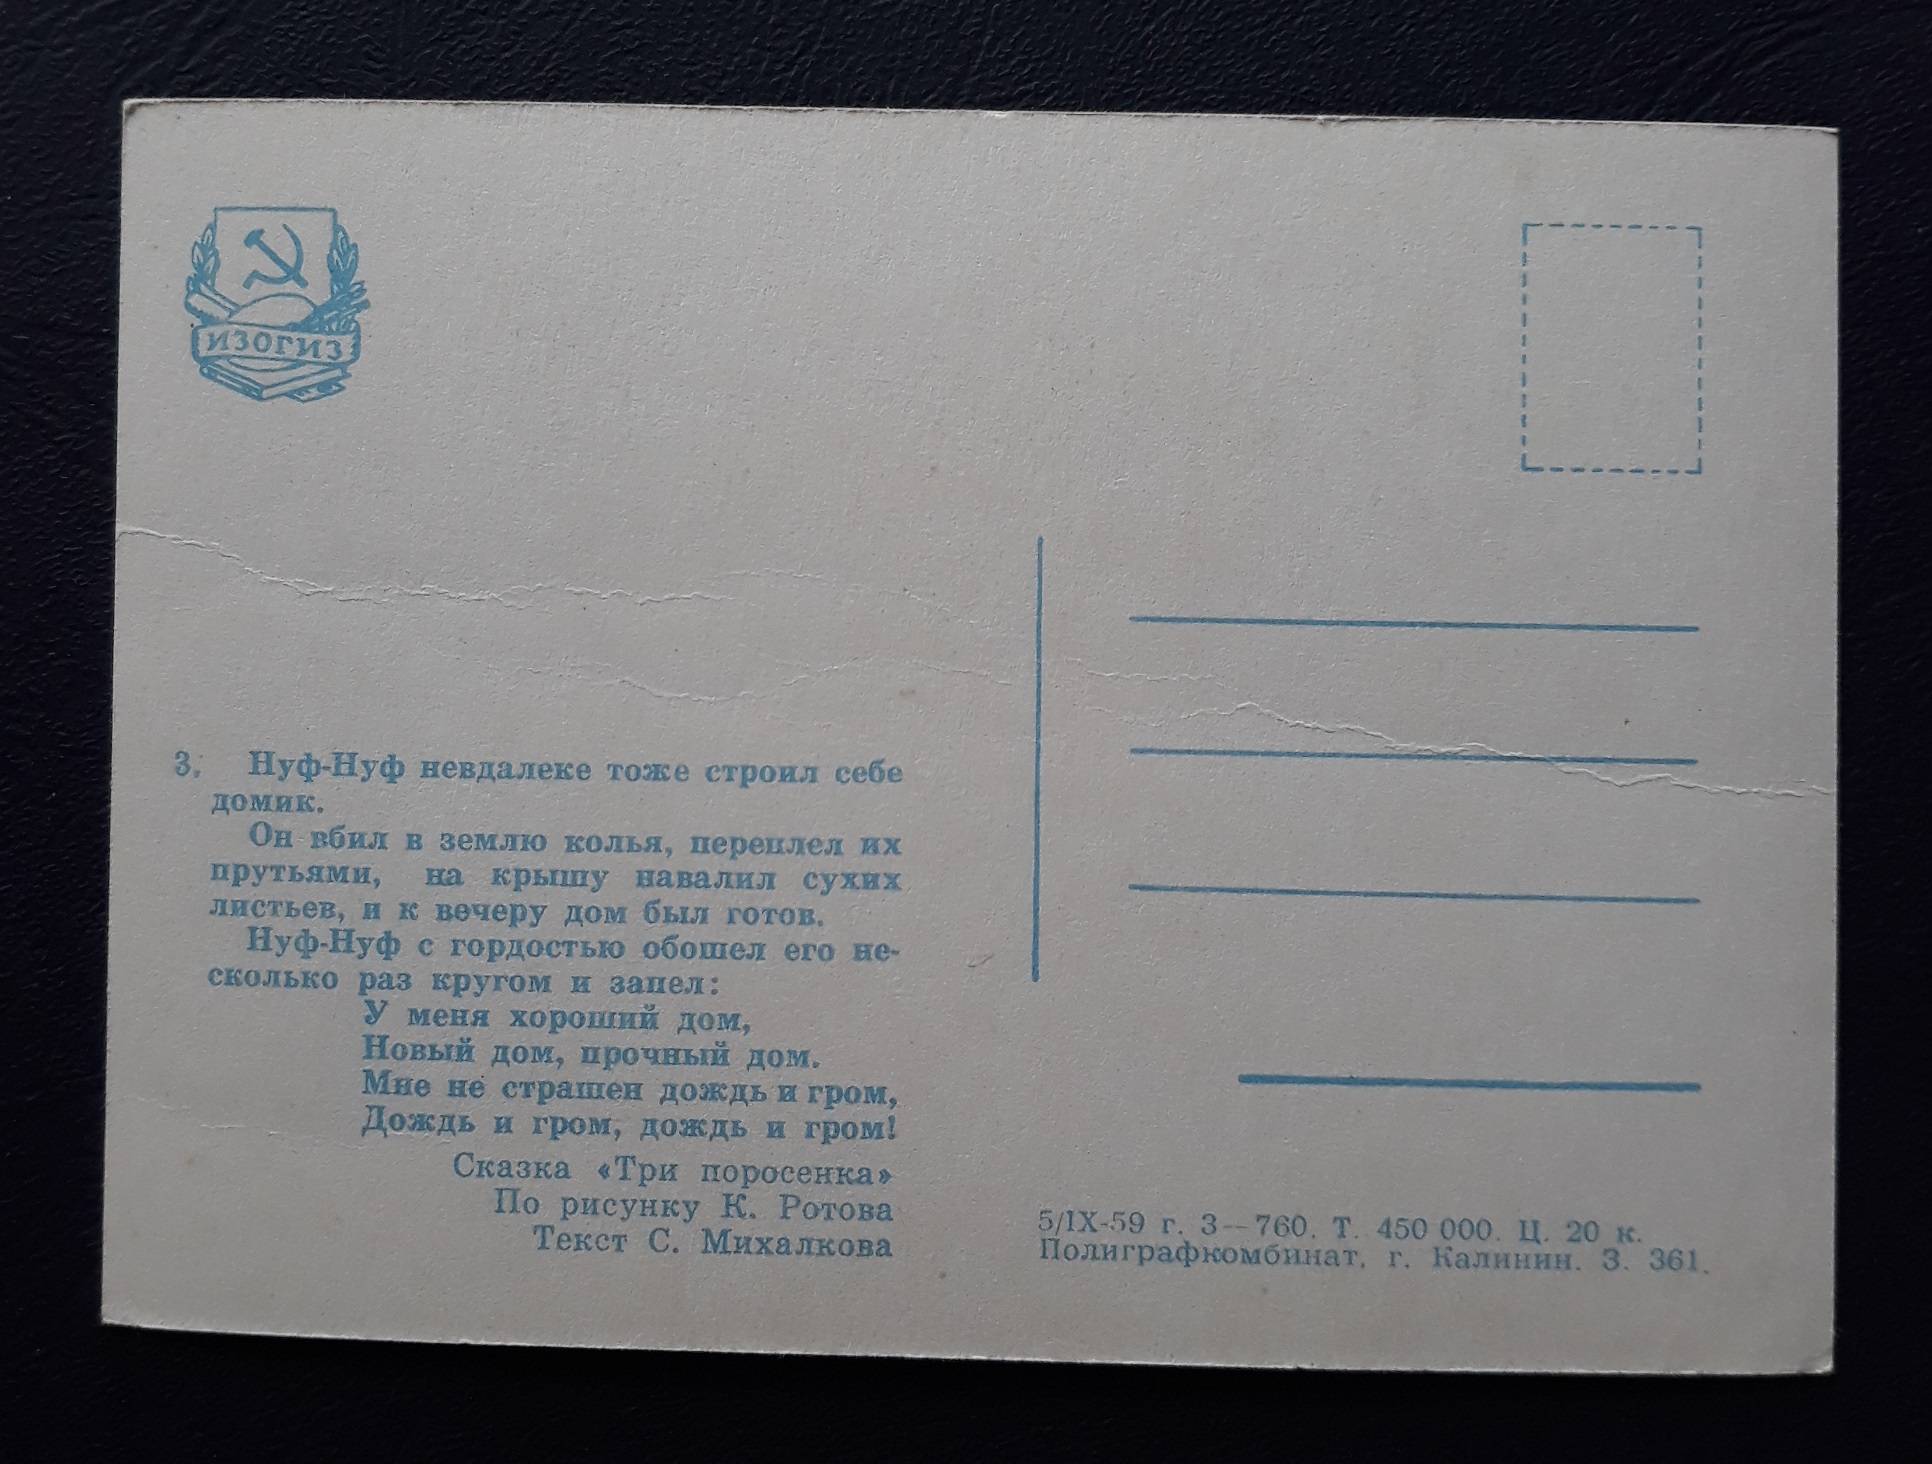 ИЗОГИЗ
3. Нуф-Нуф невдалеке тоже строил себе
домик.
Он вбил в землю колья, переплел их
прутьями, на крышу навалил сухих
листьев, и к вечеру дом был готов.
Нуф-Нуф с гордостью обошел его не-
сколько раз кругом и запел:
У меня хороший дом,
Новый дом, прочный дом.
Мне не страшен дождь и гром,
Дождь и гром, дождь и гром!
Сказка «Три поросенка»
По рисунку К. Ротова
Текст С. Михалкова
5/IX-59 г. З—760. Т. 450 000. Ц. 20 к.
Полиграфкомбинат, г. Калинин. З. 361.